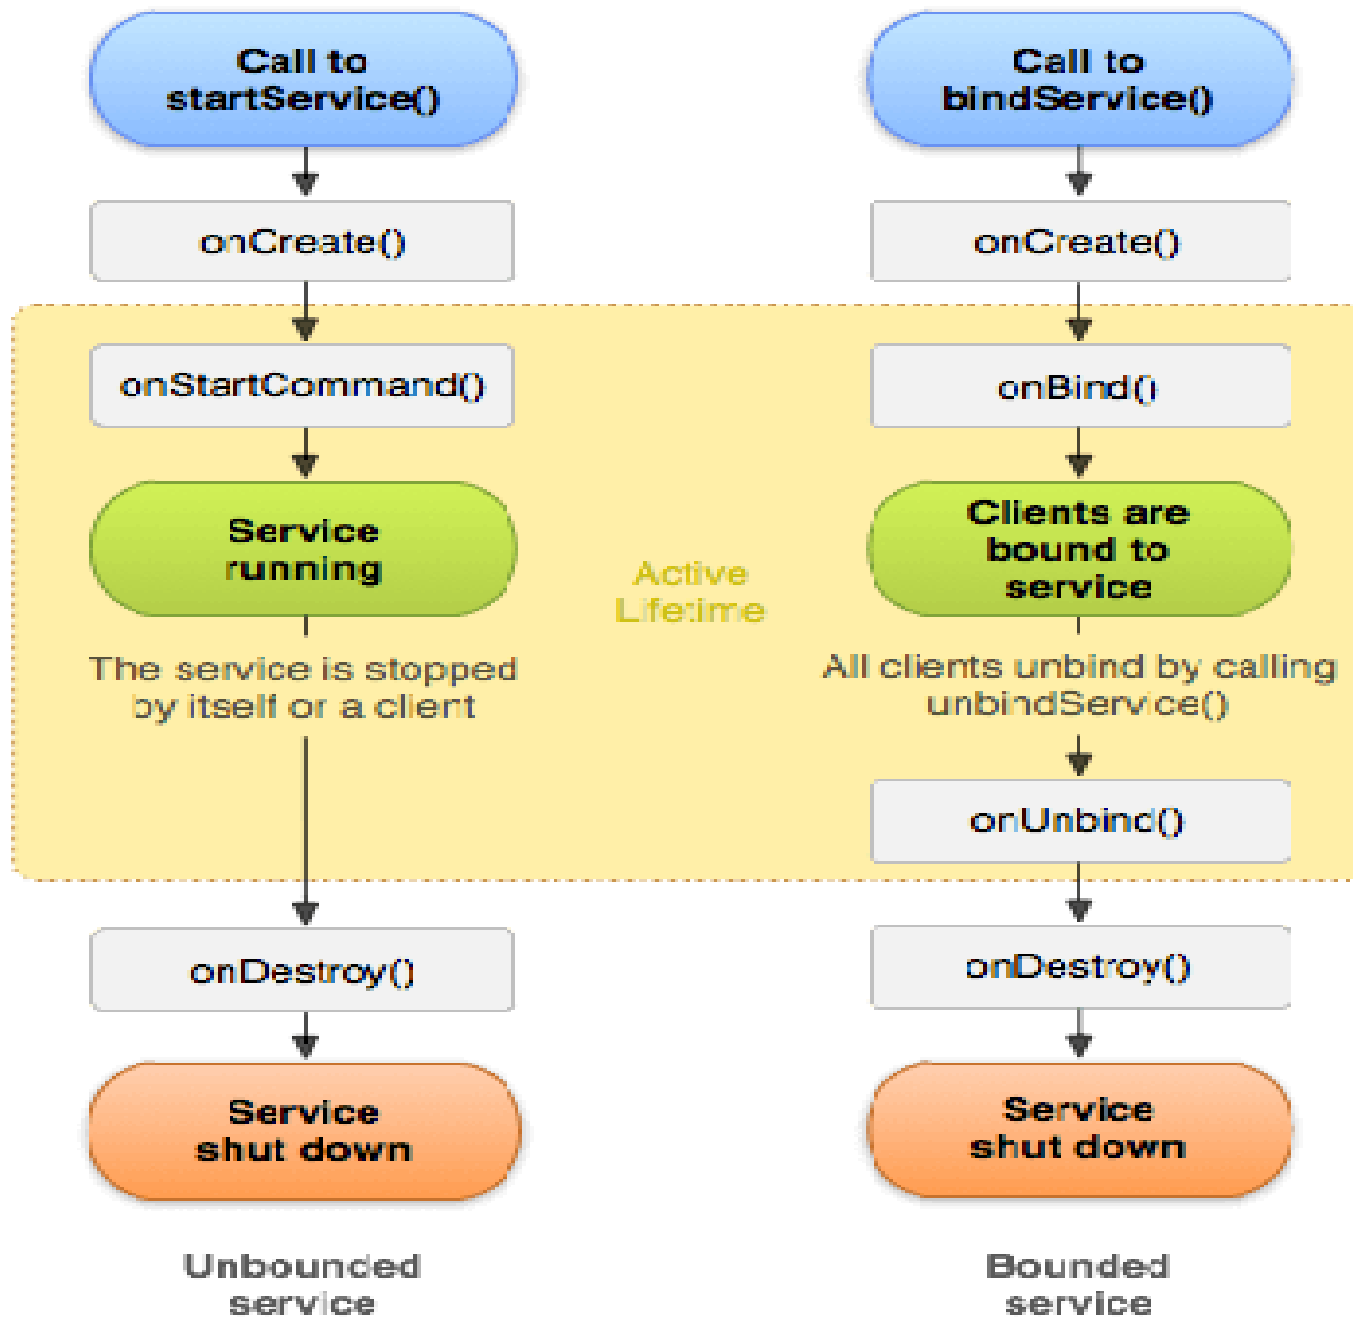 Call to
startService()
onCreate()
onStartCommand()
Service
running
The service is stopped
by itself or a client
onDestroy()
Service
shut down
Unbounded
service
Active
Lifetime
Call to
bindService()
onCreate()
onBind()
Clients are
bound to
service
All clients unbind by calling
unbindService()
onUnbind()
onDestroy()
Service
shut down
Bounded
service